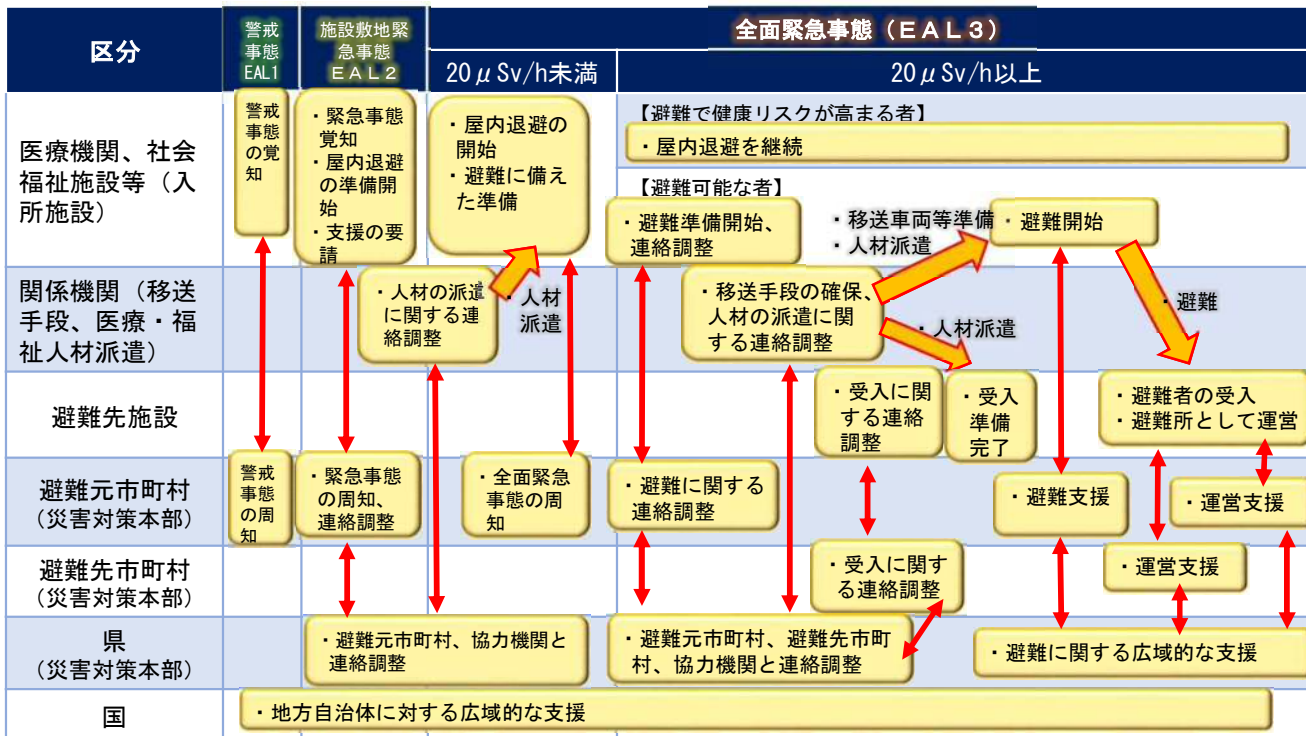 区分
警戒
事態
EAL1
施設敷地緊
急事態
ＥＡＬ２
全面緊急事態（ＥＡＬ３）
20μSv/h未満
20μSv/h以上
医療機関、社会
福祉施設等（入
所施設）
警戒
事態
の覚
知
・緊急事態
覚知
・屋内退避
の準備開
始
・支援の要
請
・屋内退避の
開始
・避難に備え
た準備
【避難で健康リスクが高まる者】
・屋内退避を継続
【避難可能な者】
・避難準備開始、
連絡調整
・移送車両等準備
・人材派遣
・避難開始
関係機関（移送
手段、医療・福
祉人材派遣）
・人材の派遣
に関する連
絡調整
・人材
派遣
・移送手段の確保、
人材の派遣に関
する連絡調整
・人材派遣
・避難
避難先施設
・受入に関
する連絡
調整
・受入
準備
完了
・避難者の受入
・避難所として運営
避難元市町村
（災害対策本部）
警戒
事態
の周
知
・緊急事態
の周知、
連絡調整
・全面緊急
事態の周
知
・避難に関する
連絡調整
・避難支援
・運営支援
避難先市町村
（災害対策本部）
・受入に関す
る連絡調整
・運営支援
県
（災害対策本部）
・避難元市町村、協力機関と
連絡調整
・避難元市町村、避難先市町
村、協力機関と連絡調整
・避難に関する広域的な支援
国
・地方自治体に対する広域的な支援